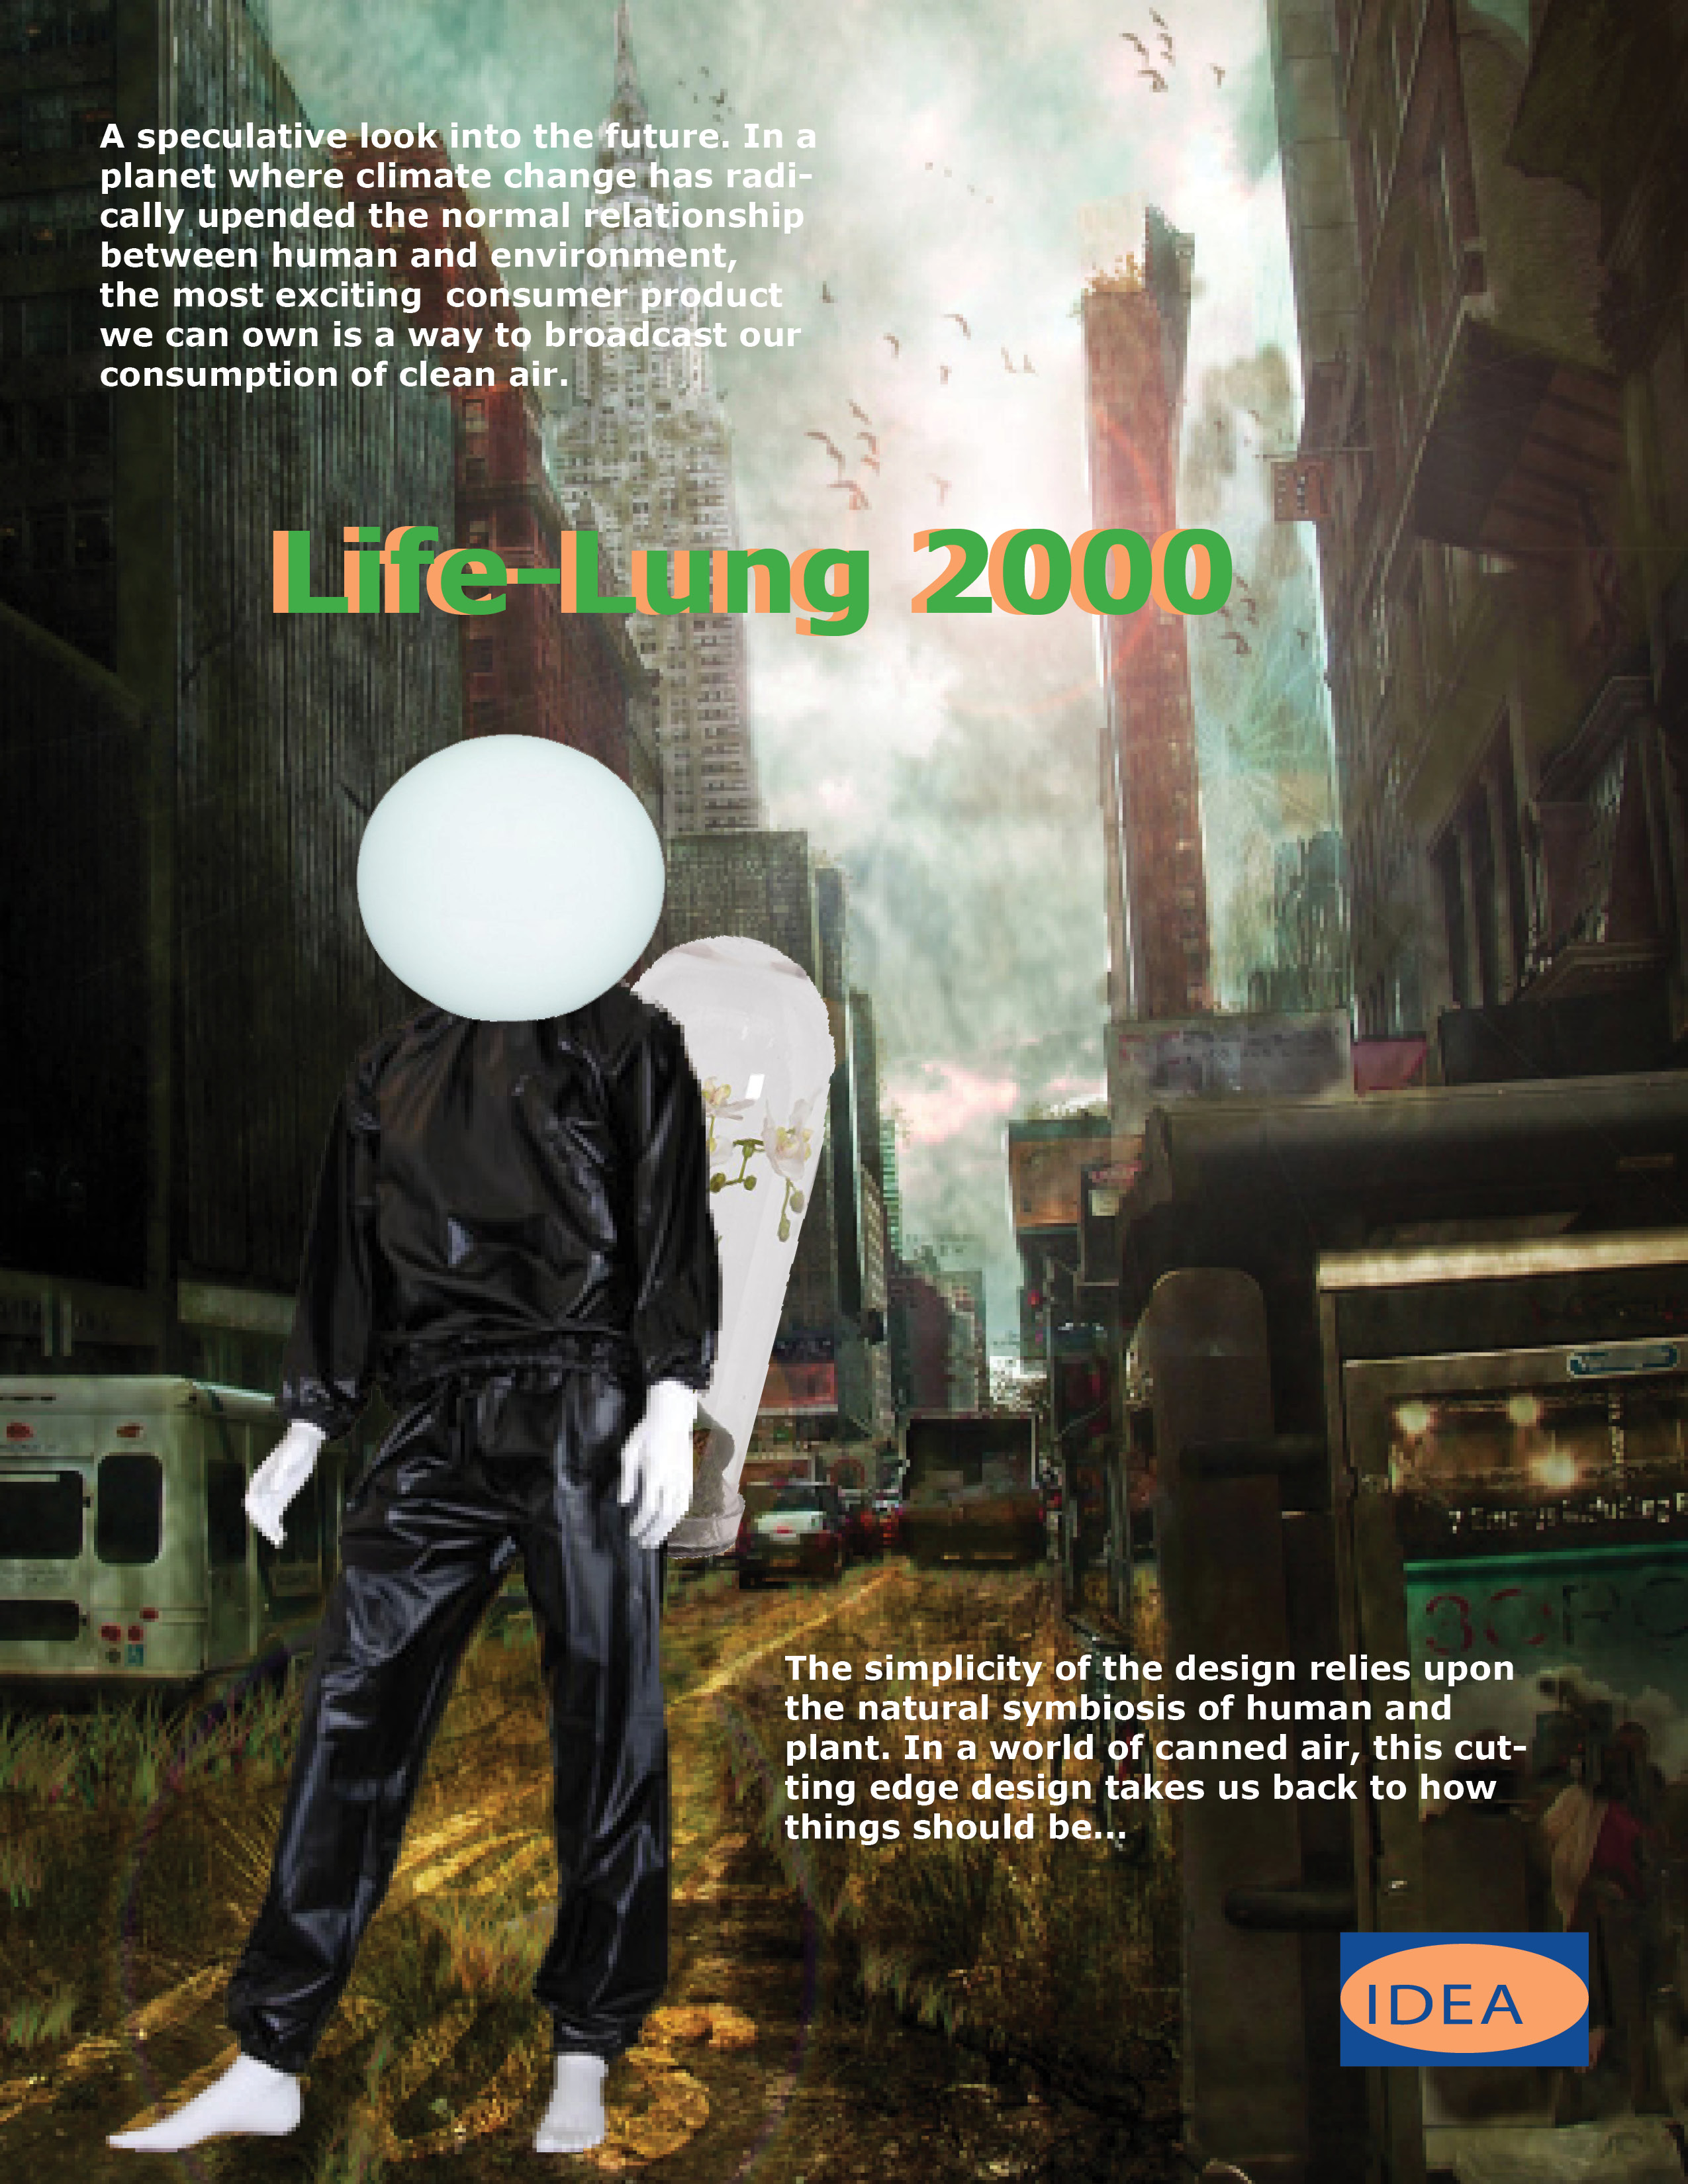 A speculative look into the future. In a
planet where climate change has radi-
cally upended the normal relationship
between human and environment,
the most exciting  consumer product
we can own is a way to broadcast our
consumption of clean air.
Life-Lung 2000
The simplicity of the design relies upon
the natural symbiosis of human and
plant. In a world of canned air, this cut-
ting edge design takes us back to how
things should be...
IDEA